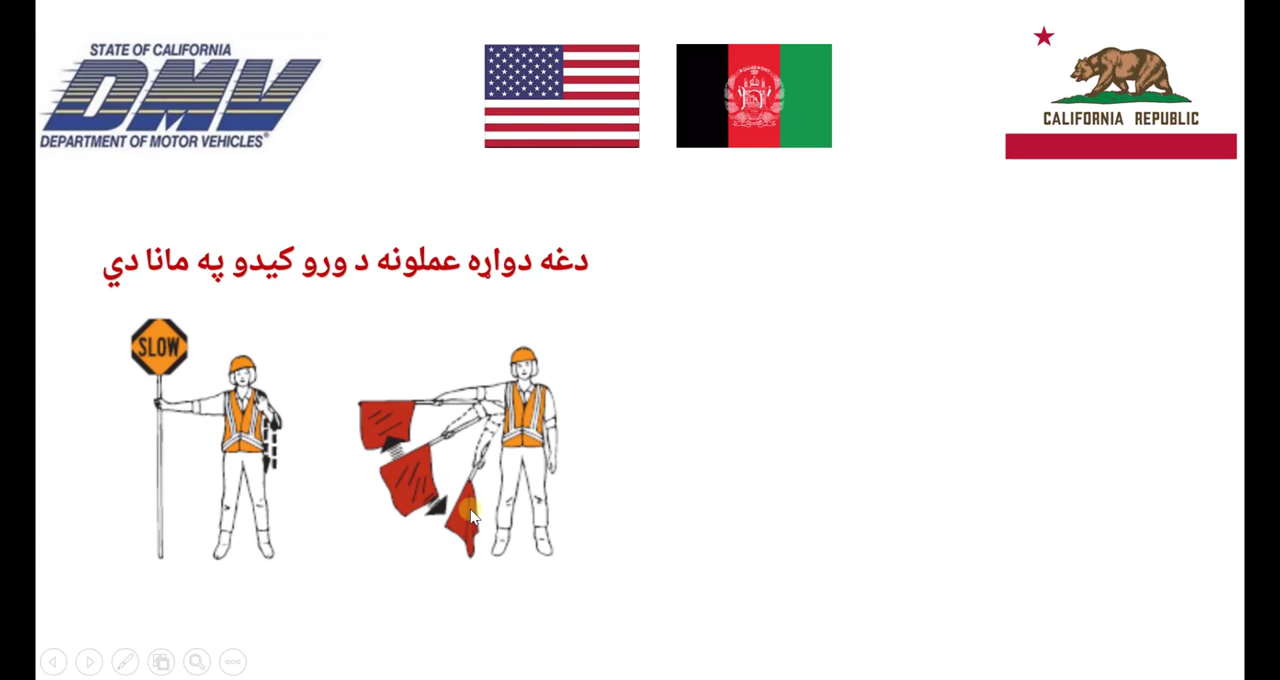 STATE OF CALIFORNIA
DMV
DEPARTMENT OF MOTOR VEHICLES®
CALIFORNIA REPUBLIC
دغه دواړه عملونه د ورو کیدو په مانا دي
SLOW